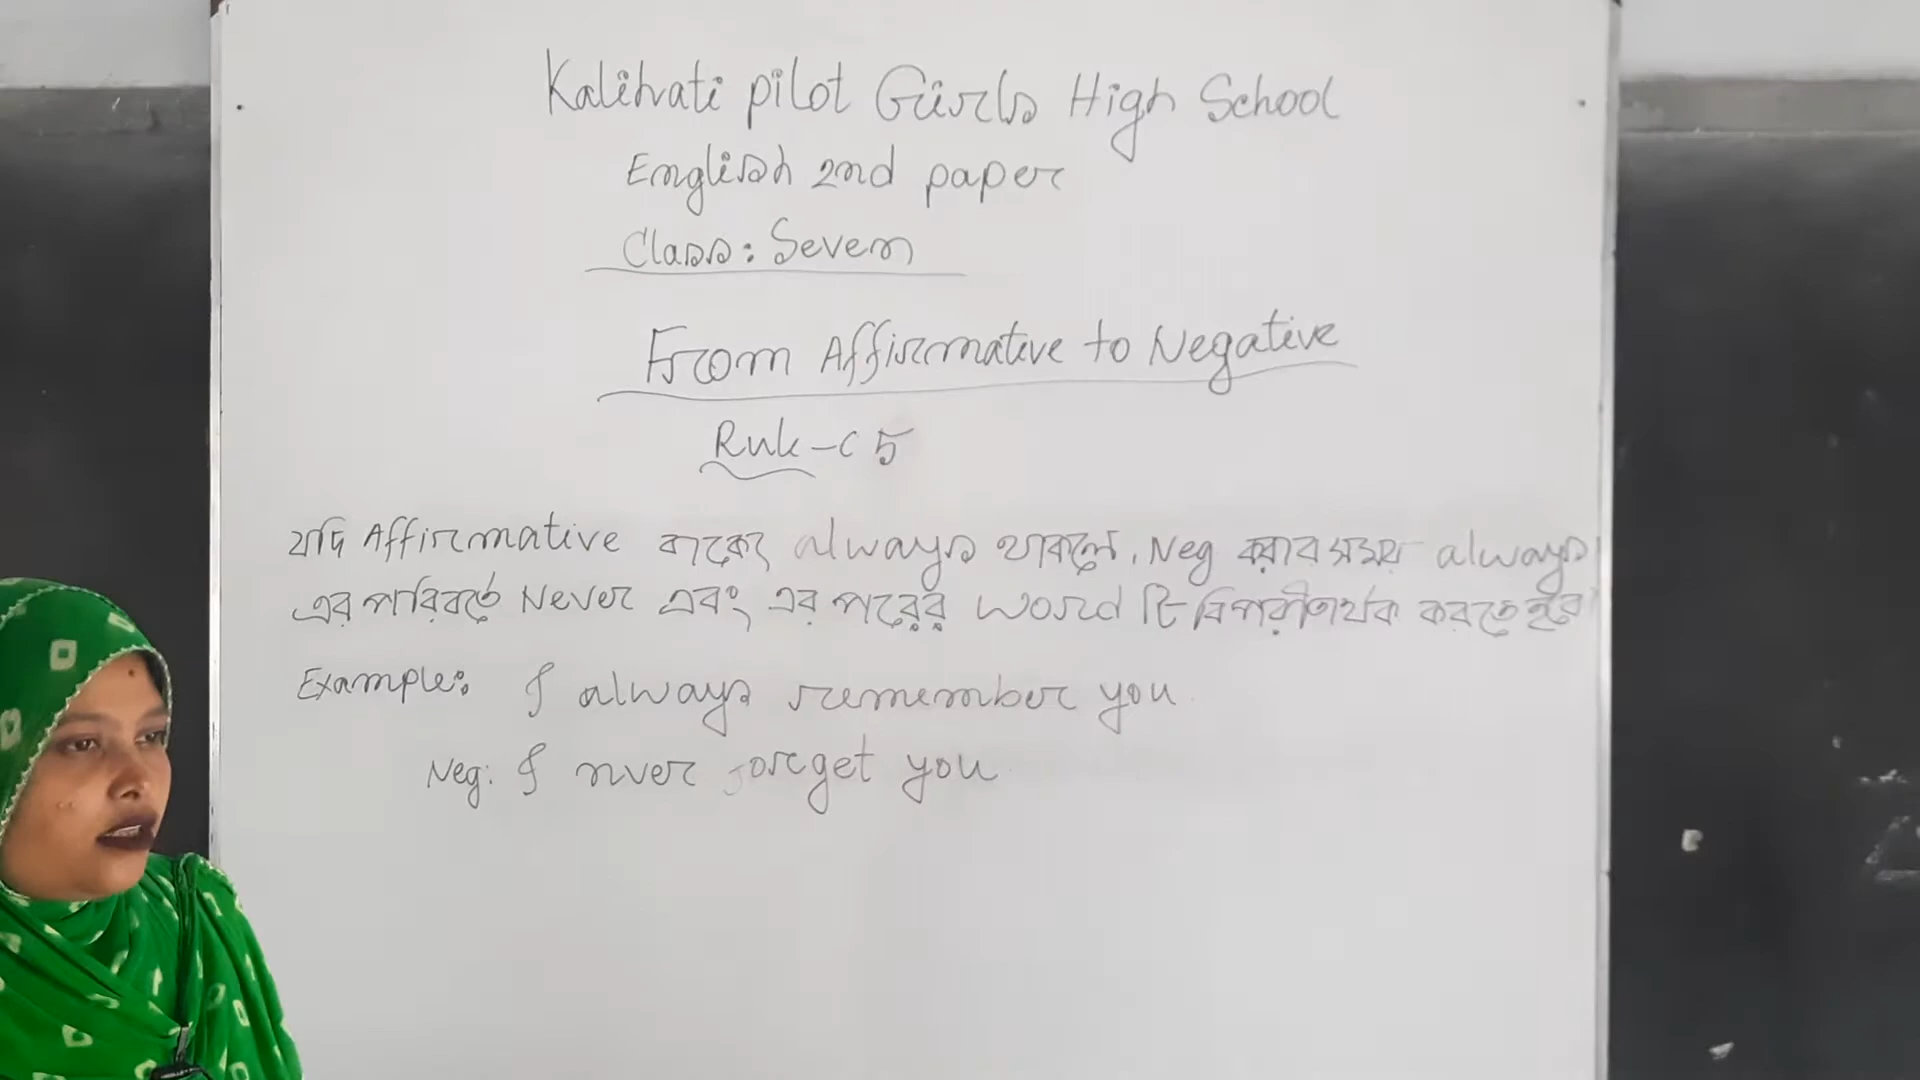 Kalihati pilot Girls High School
English 2nd paper
Class: Seven
From Affirmative to Negative
Rule-5
যদি Affirmative বাক্যে always থাকলে, Neg করার সময় always
এর পরিবর্তে Never এবং এর পরের word টি বিপরীতার্থক করতে হবে
Example: I always remember you
Neg: I nver forget you